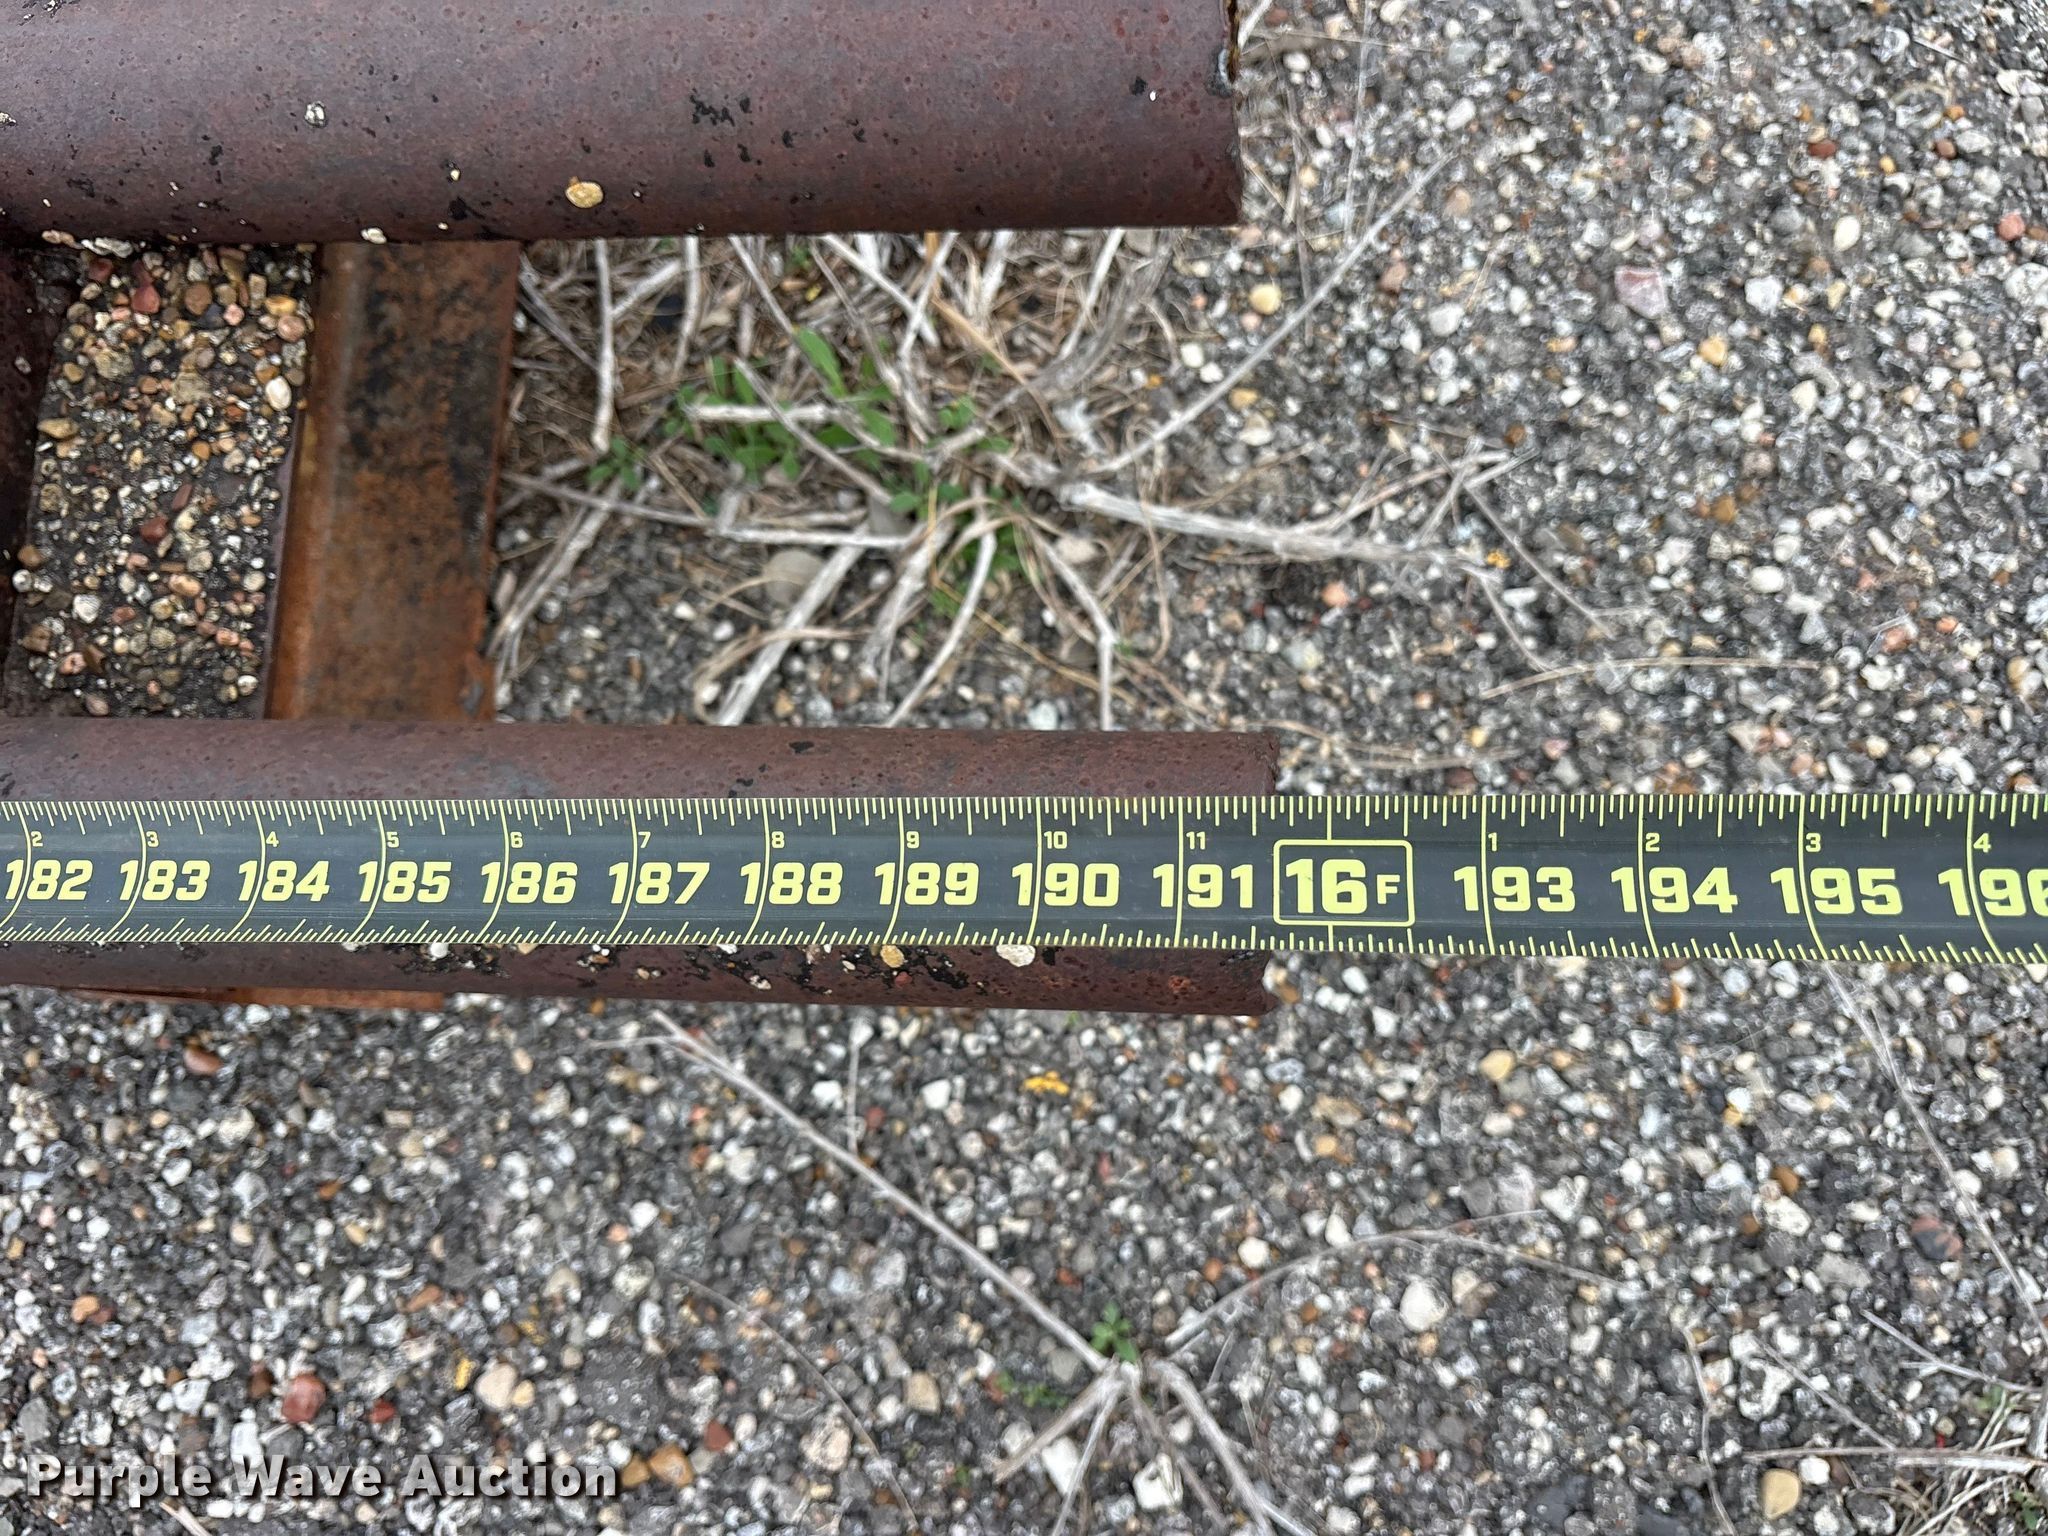 2 3 4 5 6 7 8 9 10 11 1 2 3 4
182 183 184 185 186 187 188 189 190 191 16F 193 194 195 196
Purple Wave Auction